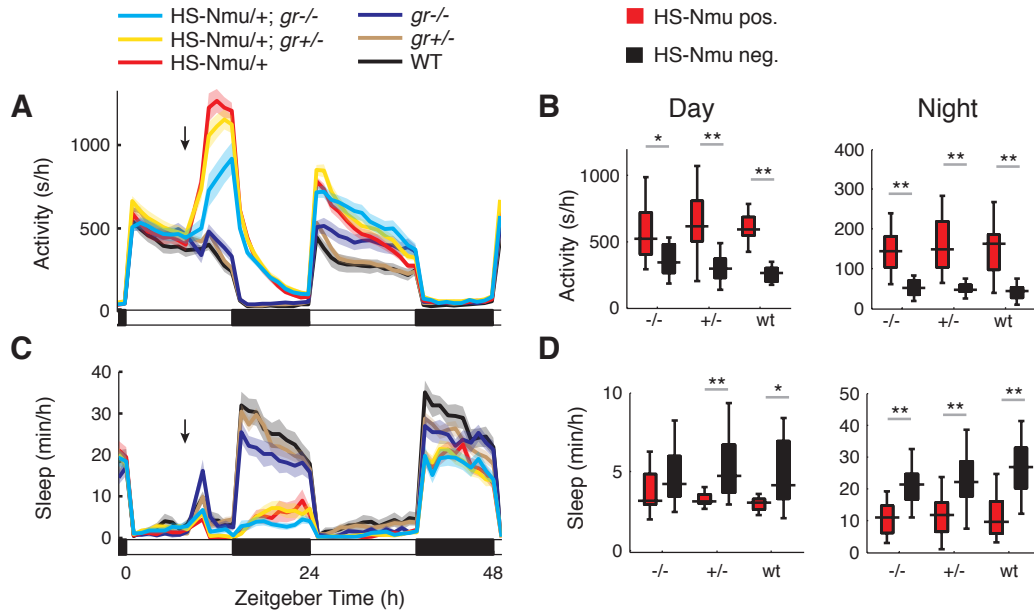 HS-Nmu/+; gr-/-
HS-Nmu/+; gr+/-
HS-Nmu/+
gr-/-
gr+/-
WT
HS-Nmu pos.
HS-Nmu neg.
A
Activity (s/h)
1000
500
0
B
Day
Night
Activity (s/h)
1000
500
0
* ** **
-/- +/- wt
400
300
200
100
0
** ** **
-/- +/- wt
C
Sleep (min/h)
40
30
20
10
0
0 24 48
Zeitgeber Time (h)
D
Sleep (min/h)
10
5
0
** *
-/- +/- wt
50
40
30
20
10
0
** ** **
-/- +/- wt